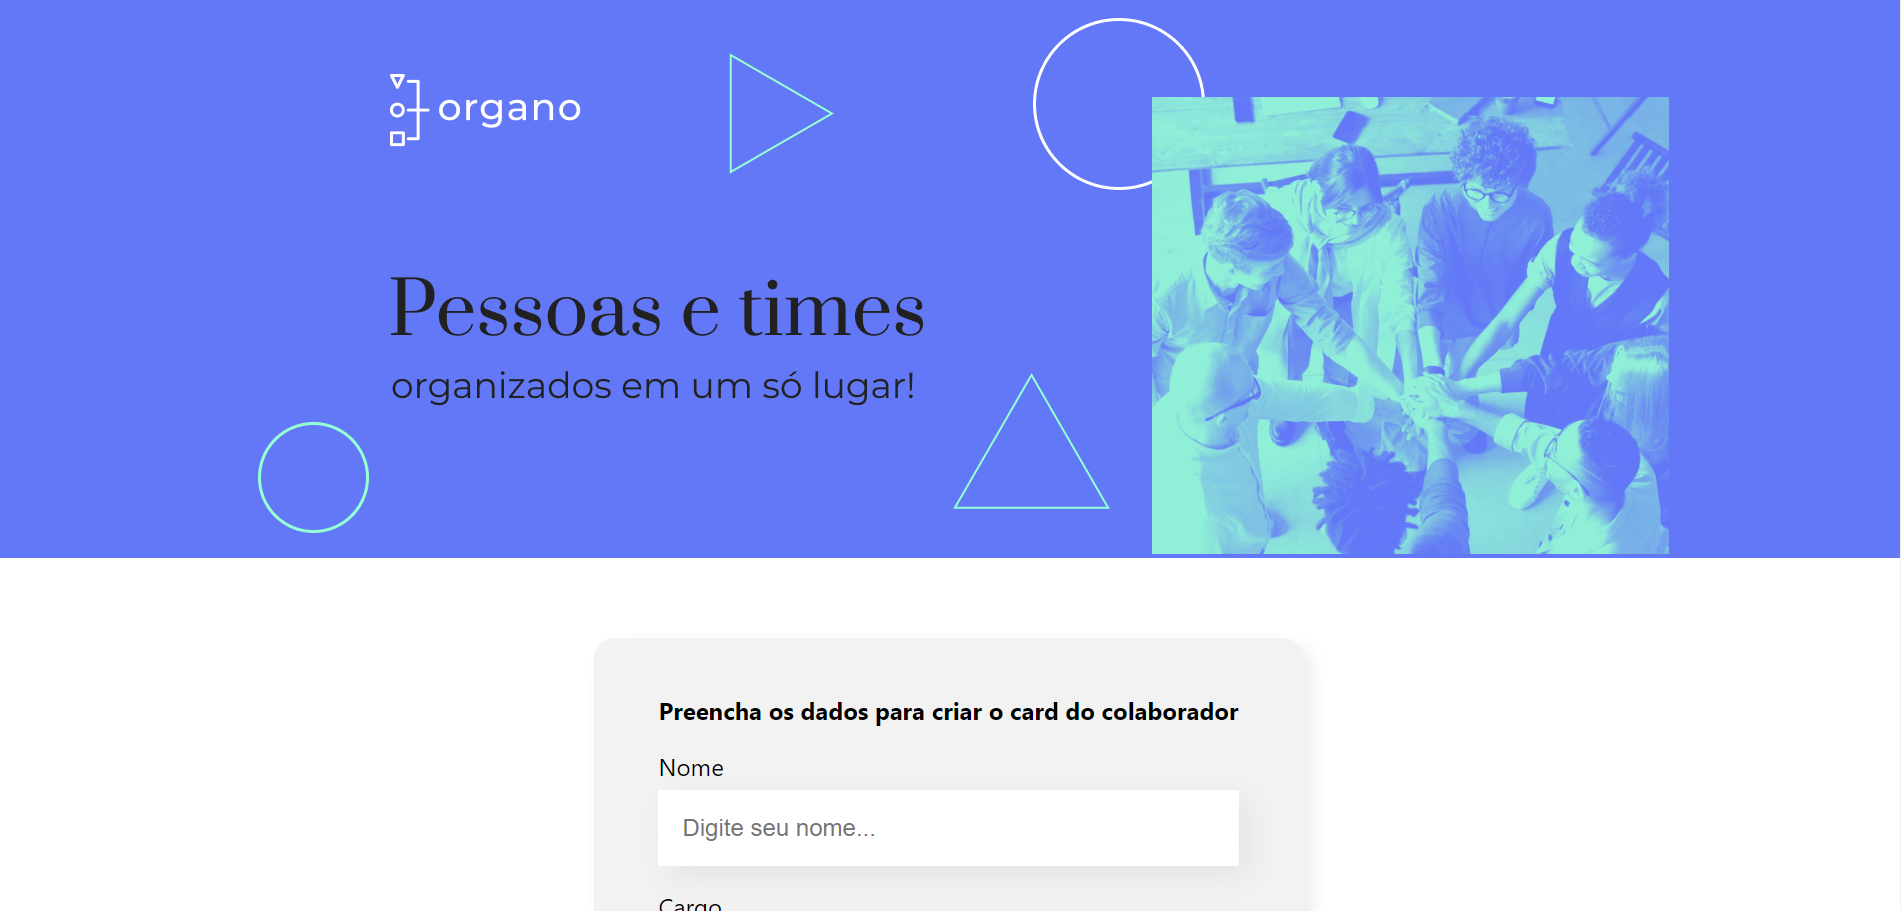 organo
Pessoas e times
organizados em um só lugar!
Preencha os dados para criar o card do colaborador
Nome
Digite seu nome...
Cargo